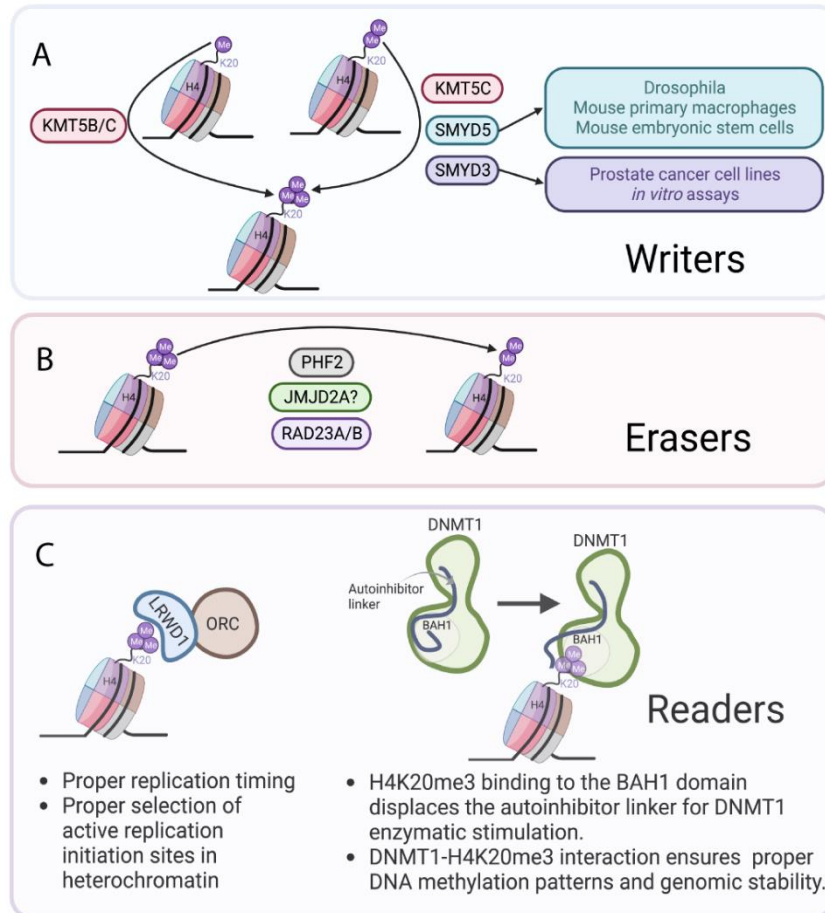 A
Me
K20
H4
Me
Me
K20
H4
KMT5B/C
KMT5C
SMYD5
SMYD3
Drosophila
Mouse primary macrophages
Mouse embryonic stem cells
Prostate cancer cell lines
in vitro assays
Me
Me
Me
K20
H4
Writers
B
Me
Me
Me
K20
H4
PHF2
JMJD2A?
RAD23A/B
Me
Me
K20
H4
Erasers
C
LRWD1
ORC
Me
Me
Me
K20
H4
DNMT1
Autoinhibitor
linker
BAH1
DNMT1
BAH1
Me
Me
Me
K20
H4
Readers
• Proper replication timing
• Proper selection of
active replication
initiation sites in
heterochromatin
• H4K20me3 binding to the BAH1 domain
displaces the autoinhibitor linker for DNMT1
enzymatic stimulation.
• DNMT1-H4K20me3 interaction ensures proper
DNA methylation patterns and genomic stability.